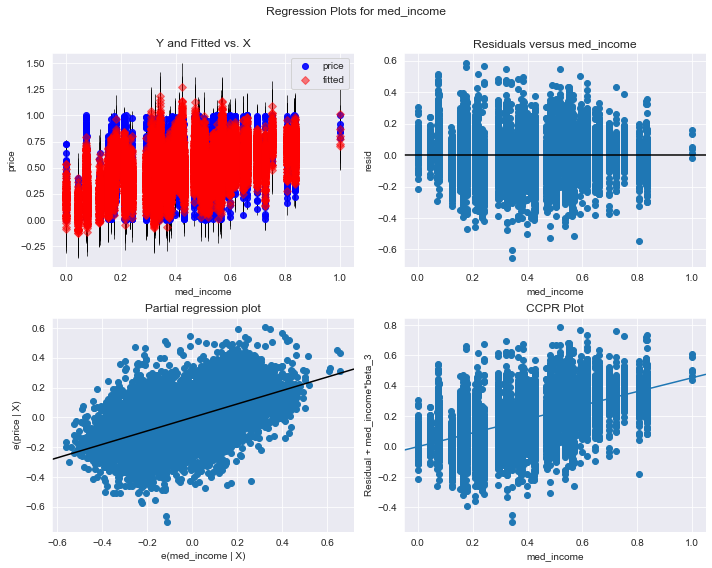 Regression Plots for med_income
Y and Fitted vs. X
price
fitted
1.50
1.25
1.00
0.75
0.50
0.25
0.00
−0.25
price
0.0 0.2 0.4 0.6 0.8 1.0
med_income
Residuals versus med_income
0.6
0.4
0.2
0.0
−0.2
−0.4
−0.6
resid
0.0 0.2 0.4 0.6 0.8 1.0
med_income
Partial regression plot
0.6
0.4
0.2
0.0
−0.2
−0.4
−0.6
e(price | X)
−0.6 −0.4 −0.2 0.0 0.2 0.4 0.6
e(med_income | X)
CCPR Plot
0.8
0.6
0.4
0.2
0.0
−0.2
−0.4
Residual + med_income*beta_3
0.0 0.2 0.4 0.6 0.8 1.0
med_income